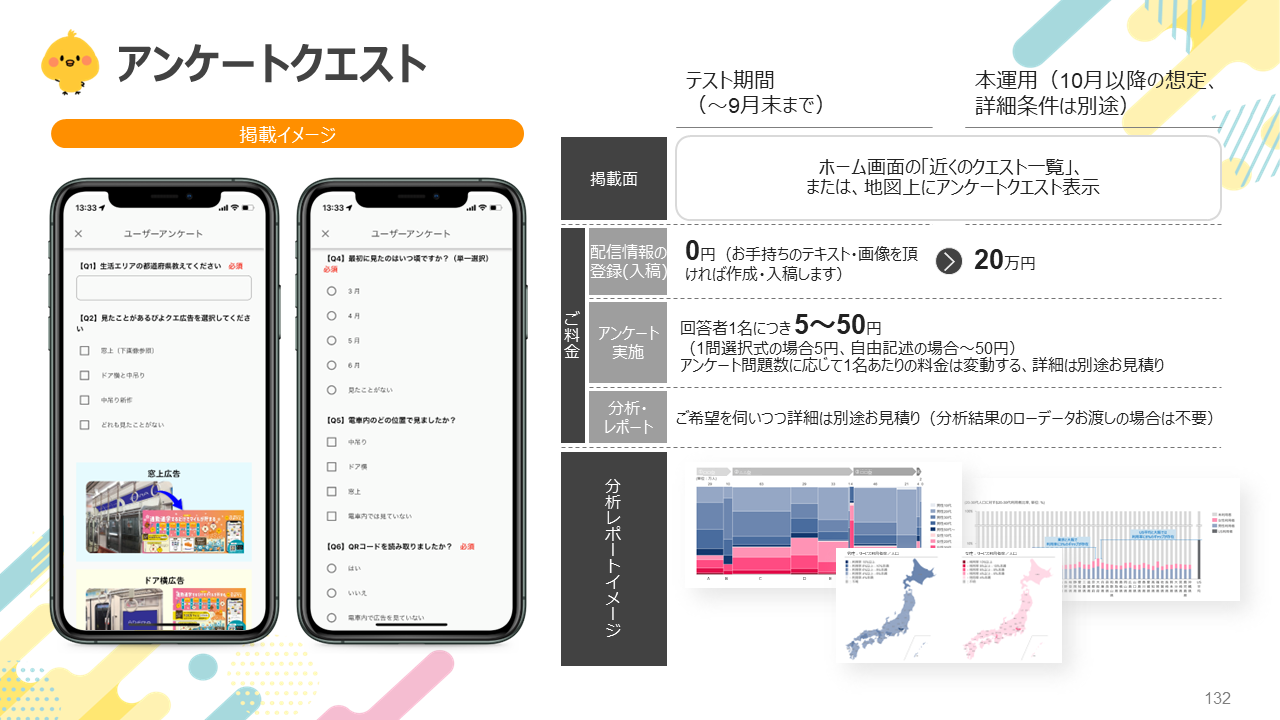 アンケートクエスト
掲載イメージ
13:33
ユーザーアンケート
【Q1】生活エリアの都道府県教えてください 必須
【Q2】見たことがあるぴよクエ広告を選択してくださ
い
窓上（下画像参照）
ドア横と中吊り
中吊り新作
どれも見たことがない
窓上広告
ドア横広告
13:33
ユーザーアンケート
【Q4】最初に見たのはいつ頃ですか？（単一選択）
必須
3月
4月
5月
6月
見たことがない
【Q5】電車内のどの位置で見ましたか？
中吊り
ドア横
窓上
電車内では見ていない
【Q6】QRコードを読み取りましたか？ 必須
はい
いいえ
電車内で広告を見ていない
テスト期間
（～9月末まで）
本運用（10月以降の想定、
詳細条件は別途）
掲載面
ホーム画面の「近くのクエスト一覧」、
または、地図上にアンケートクエスト表示
ご料金
配信情報の
登録(入稿)
0円（お手持ちのテキスト・画像を頂
ければ作成・入稿します）
20万円
アンケート
実施
回答者1名につき 5～50円
（1問選択式の場合5円、自由記述の場合～50円）
アンケート問題数に応じて1名あたりの料金は変動する、詳細は別途お見積り
分析・
レポート
ご希望を伺いつつ詳細は別途お見積り（分析結果のローデータお渡しの場合は不要）
分析レポートイメージ
A B C D E
132